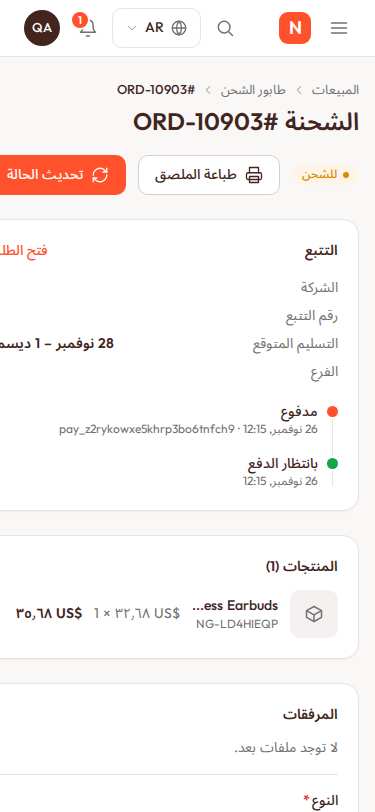 N
AR
1
QA
المبيعات
طابور الشحن
ORD-10903#
الشحنة #ORD-10903
للشحن
طباعة الملصق
تحديث الحالة
التتبع
فتح
الشركة
رقم التتبع
التسليم المتوقع
28 نوفمبر – 1
الفرع
مدفوع
26 نوفمبر, 12:15 · pay_z2rykowxe5khrp3bo6tnfch9
بانتظار الدفع
26 نوفمبر, 12:15
المنتجات (1)
...ess Earbuds
NG-LD4HIEQP
1 × ٣٢,٦٨ US$
٣٥,٦٨ US$
المرفقات
لا توجد ملفات بعد.
النوع*